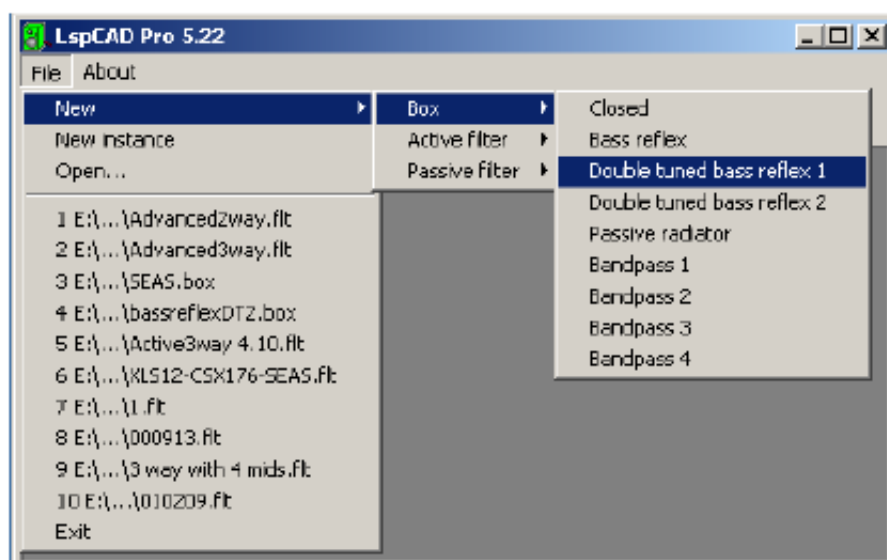 LspCAD Pro 5.22
File About
New
New instance
Open...
1 E:\...\Advanced2way.flt
2 E:\...\Advanced3way.flt
3 E:\...\SEAS.box
4 E:\...\bassreflexDTZ.box
5 E:\...\Active3way 4.10.flt
6 E:\...\XLS12-CSX176-SEAS.flt
7 E:\...\1.flt
8 E:\...\000913.flt
9 E:\...\3 way with 4 mids.flt
10 E:\...\010209.flt
Exit
Box
Active filter
Passive filter
Closed
Bass reflex
Double tuned bass reflex 1
Double tuned bass reflex 2
Passive radiator
Bandpass 1
Bandpass 2
Bandpass 3
Bandpass 4